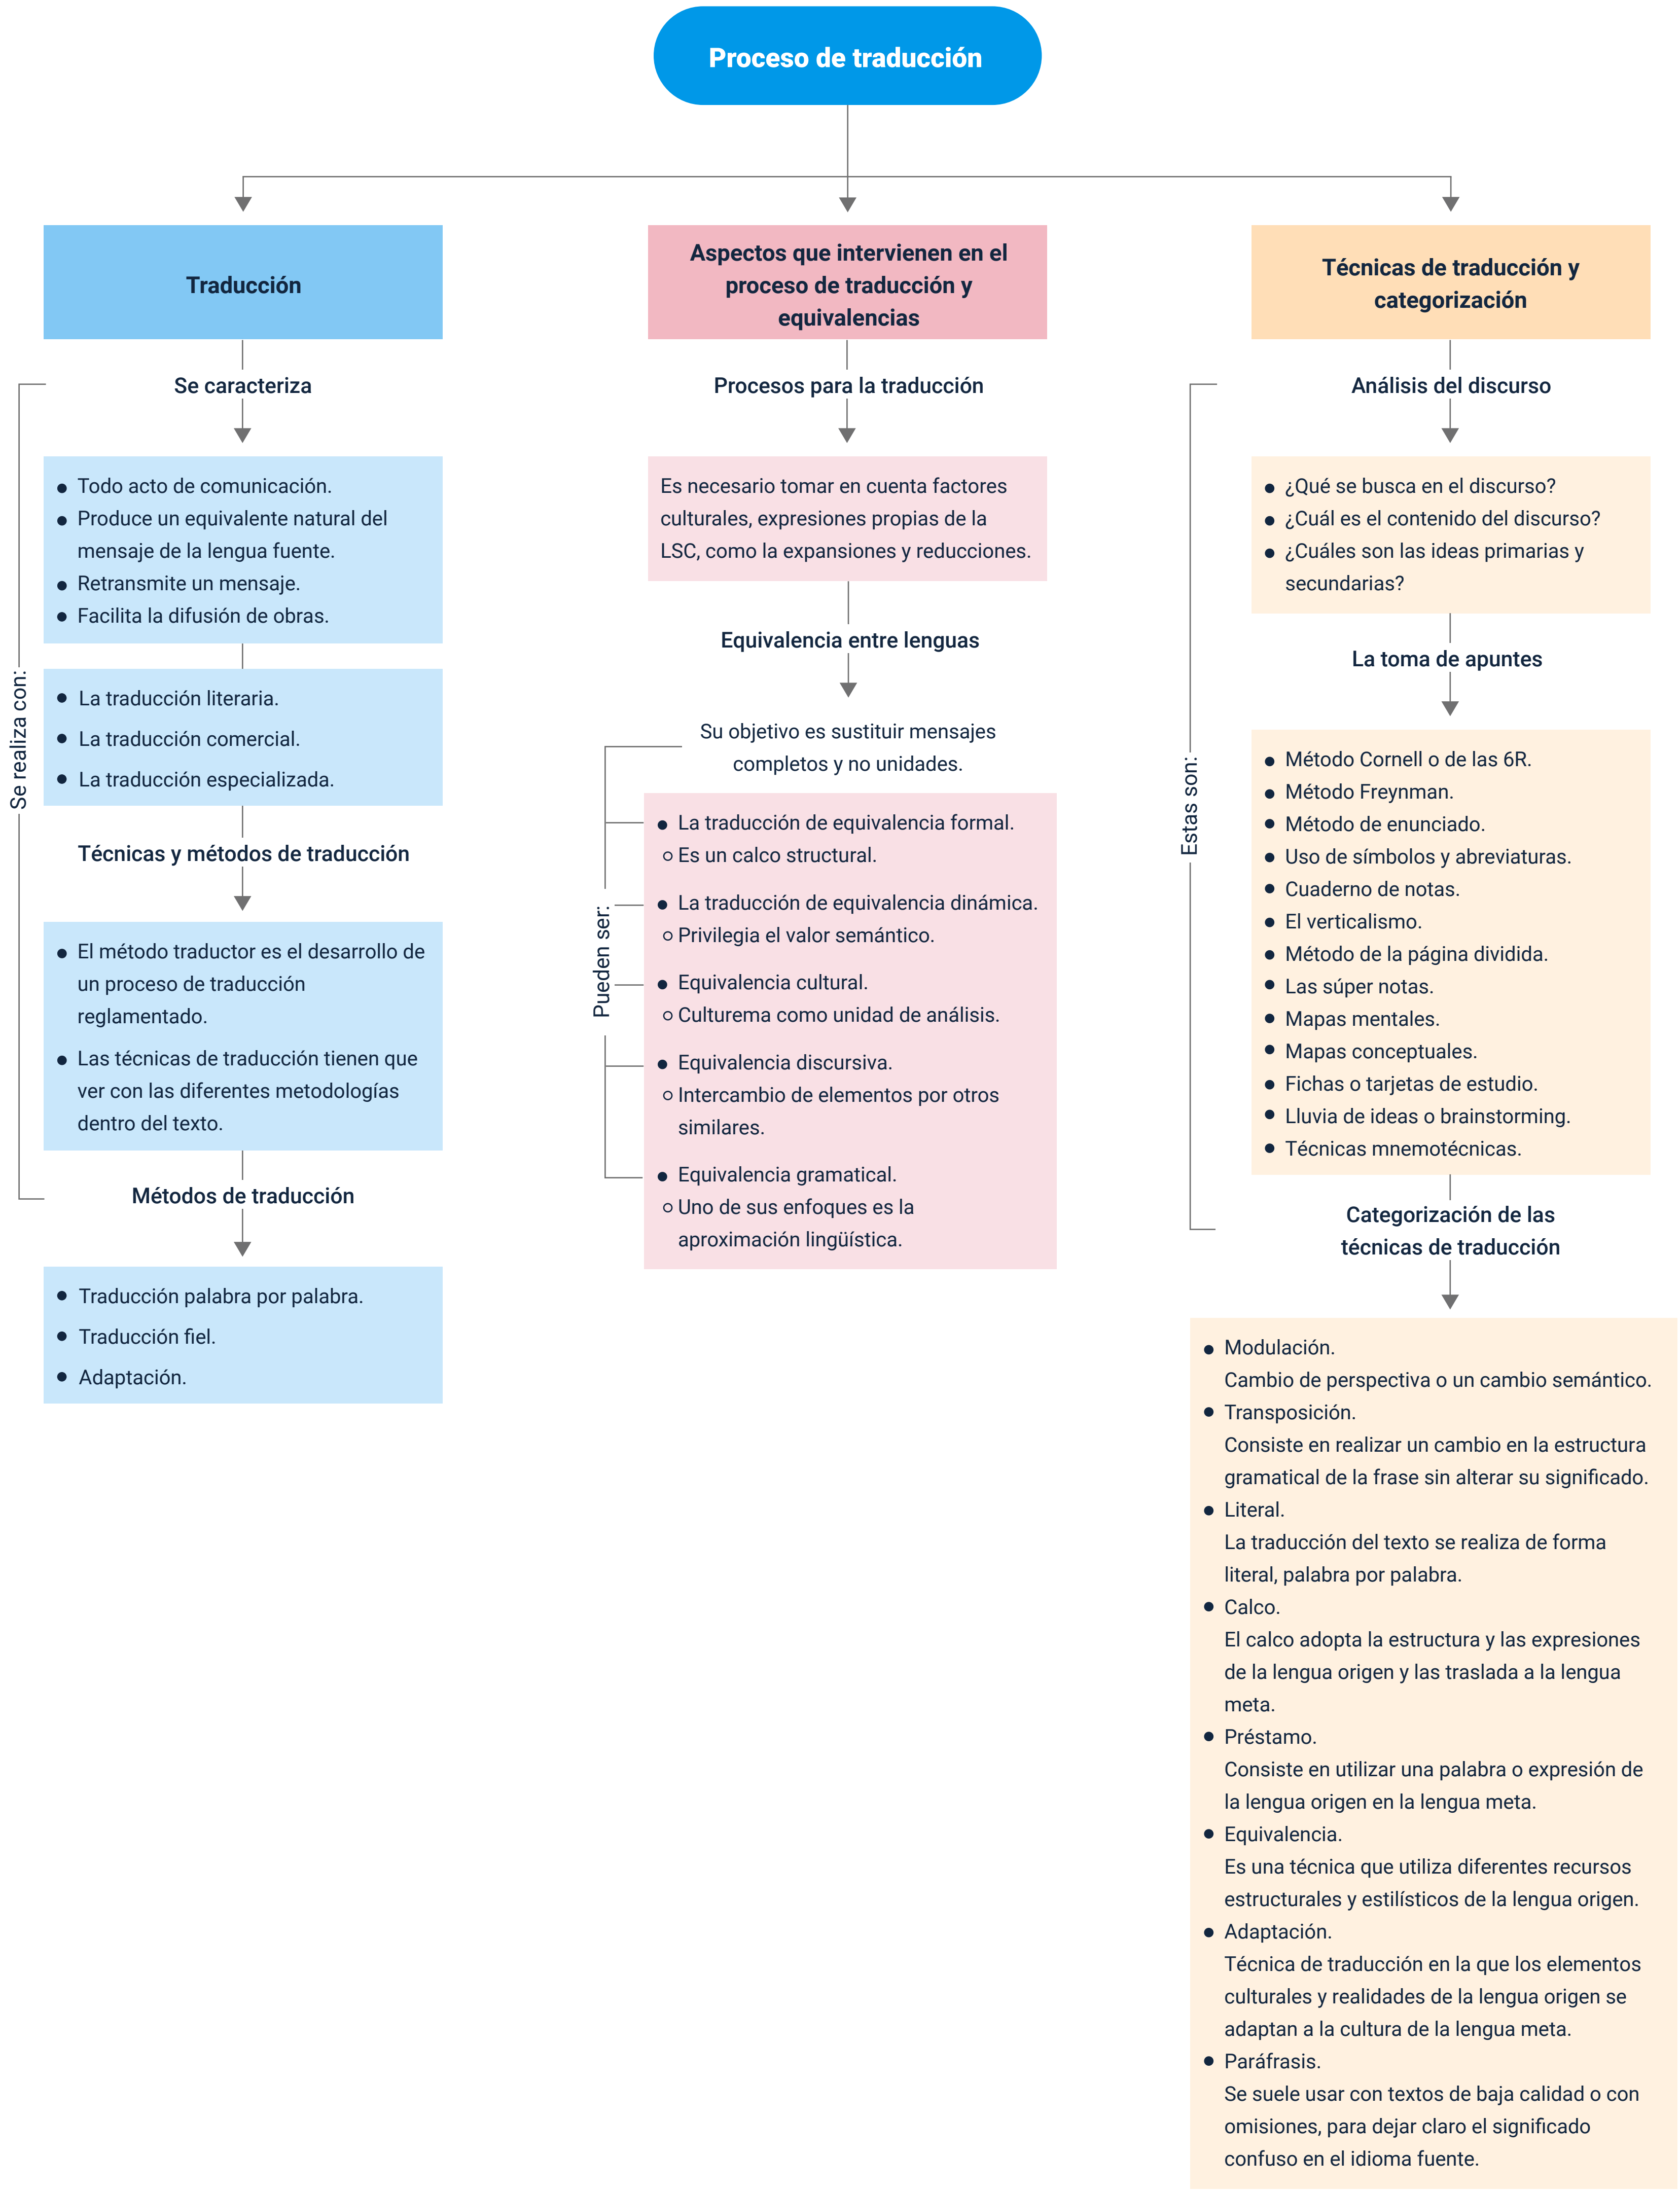 Proceso de traducción
Traducción
Se caracteriza
Todo acto de comunicación.
Produce un equivalente natural del
mensaje de la lengua fuente.
Retransmite un mensaje.
Facilita la difusión de obras.
Se realiza con:
La traducción literaria.
La traducción comercial.
La traducción especializada.
Técnicas y métodos de traducción
El método traductor es el desarrollo de
un proceso de traducción
reglamentado.
Las técnicas de traducción tienen que
ver con las diferentes metodologías
dentro del texto.
Métodos de traducción
Traducción palabra por palabra.
Traducción fiel.
Adaptación.
Aspectos que intervienen en el
proceso de traducción y
equivalencias
Procesos para la traducción
Es necesario tomar en cuenta factores
culturales, expresiones propias de la
LSC, como la expansiones y reducciones.
Equivalencia entre lenguas
Su objetivo es sustituir mensajes
completos y no unidades.
Pueden ser:
La traducción de equivalencia formal.
Es un calco structural.
La traducción de equivalencia dinámica.
Privilegia el valor semántico.
Equivalencia cultural.
Culturema como unidad de análisis.
Equivalencia discursiva.
Intercambio de elementos por otros
similares.
Equivalencia gramatical.
Uno de sus enfoques es la
aproximación lingüística.
Técnicas de traducción y
categorización
Análisis del discurso
¿Qué se busca en el discurso?
¿Cuál es el contenido del discurso?
¿Cuáles son las ideas primarias y
secundarias?
La toma de apuntes
Estas son:
Método Cornell o de las 6R.
Método Freynman.
Método de enunciado.
Uso de símbolos y abreviaturas.
Cuaderno de notas.
El verticalismo.
Método de la página dividida.
Las súper notas.
Mapas mentales.
Mapas conceptuales.
Fichas o tarjetas de estudio.
Lluvia de ideas o brainstorming.
Técnicas mnemotécnicas.
Categorización de las
técnicas de traducción
Modulación.
Cambio de perspectiva o un cambio semántico.
Transposición.
Consiste en realizar un cambio en la estructura
gramatical de la frase sin alterar su significado.
Literal.
La traducción del texto se realiza de forma
literal, palabra por palabra.
Calco.
El calco adopta la estructura y las expresiones
de la lengua origen y las traslada a la lengua
meta.
Préstamo.
Consiste en utilizar una palabra o expresión de
la lengua origen en la lengua meta.
Equivalencia.
Es una técnica que utiliza diferentes recursos
estructurales y estilísticos de la lengua origen.
Adaptación.
Técnica de traducción en la que los elementos
culturales y realidades de la lengua origen se
adaptan a la cultura de la lengua meta.
Paráfrasis.
Se suele usar con textos de baja calidad o con
omisiones, para dejar claro el significado
confuso en el idioma fuente.